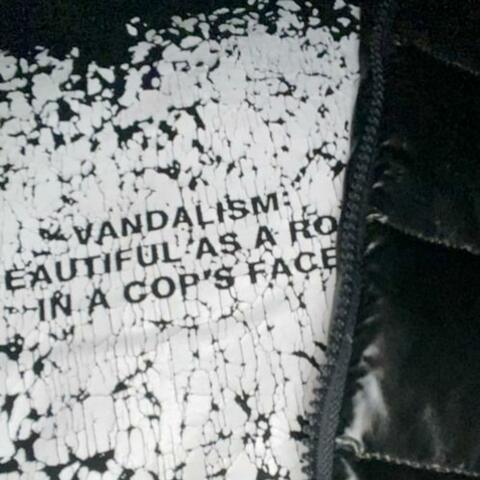 VANDALISM:
EAUTIFUL AS A RO
IN A COP'S FACE